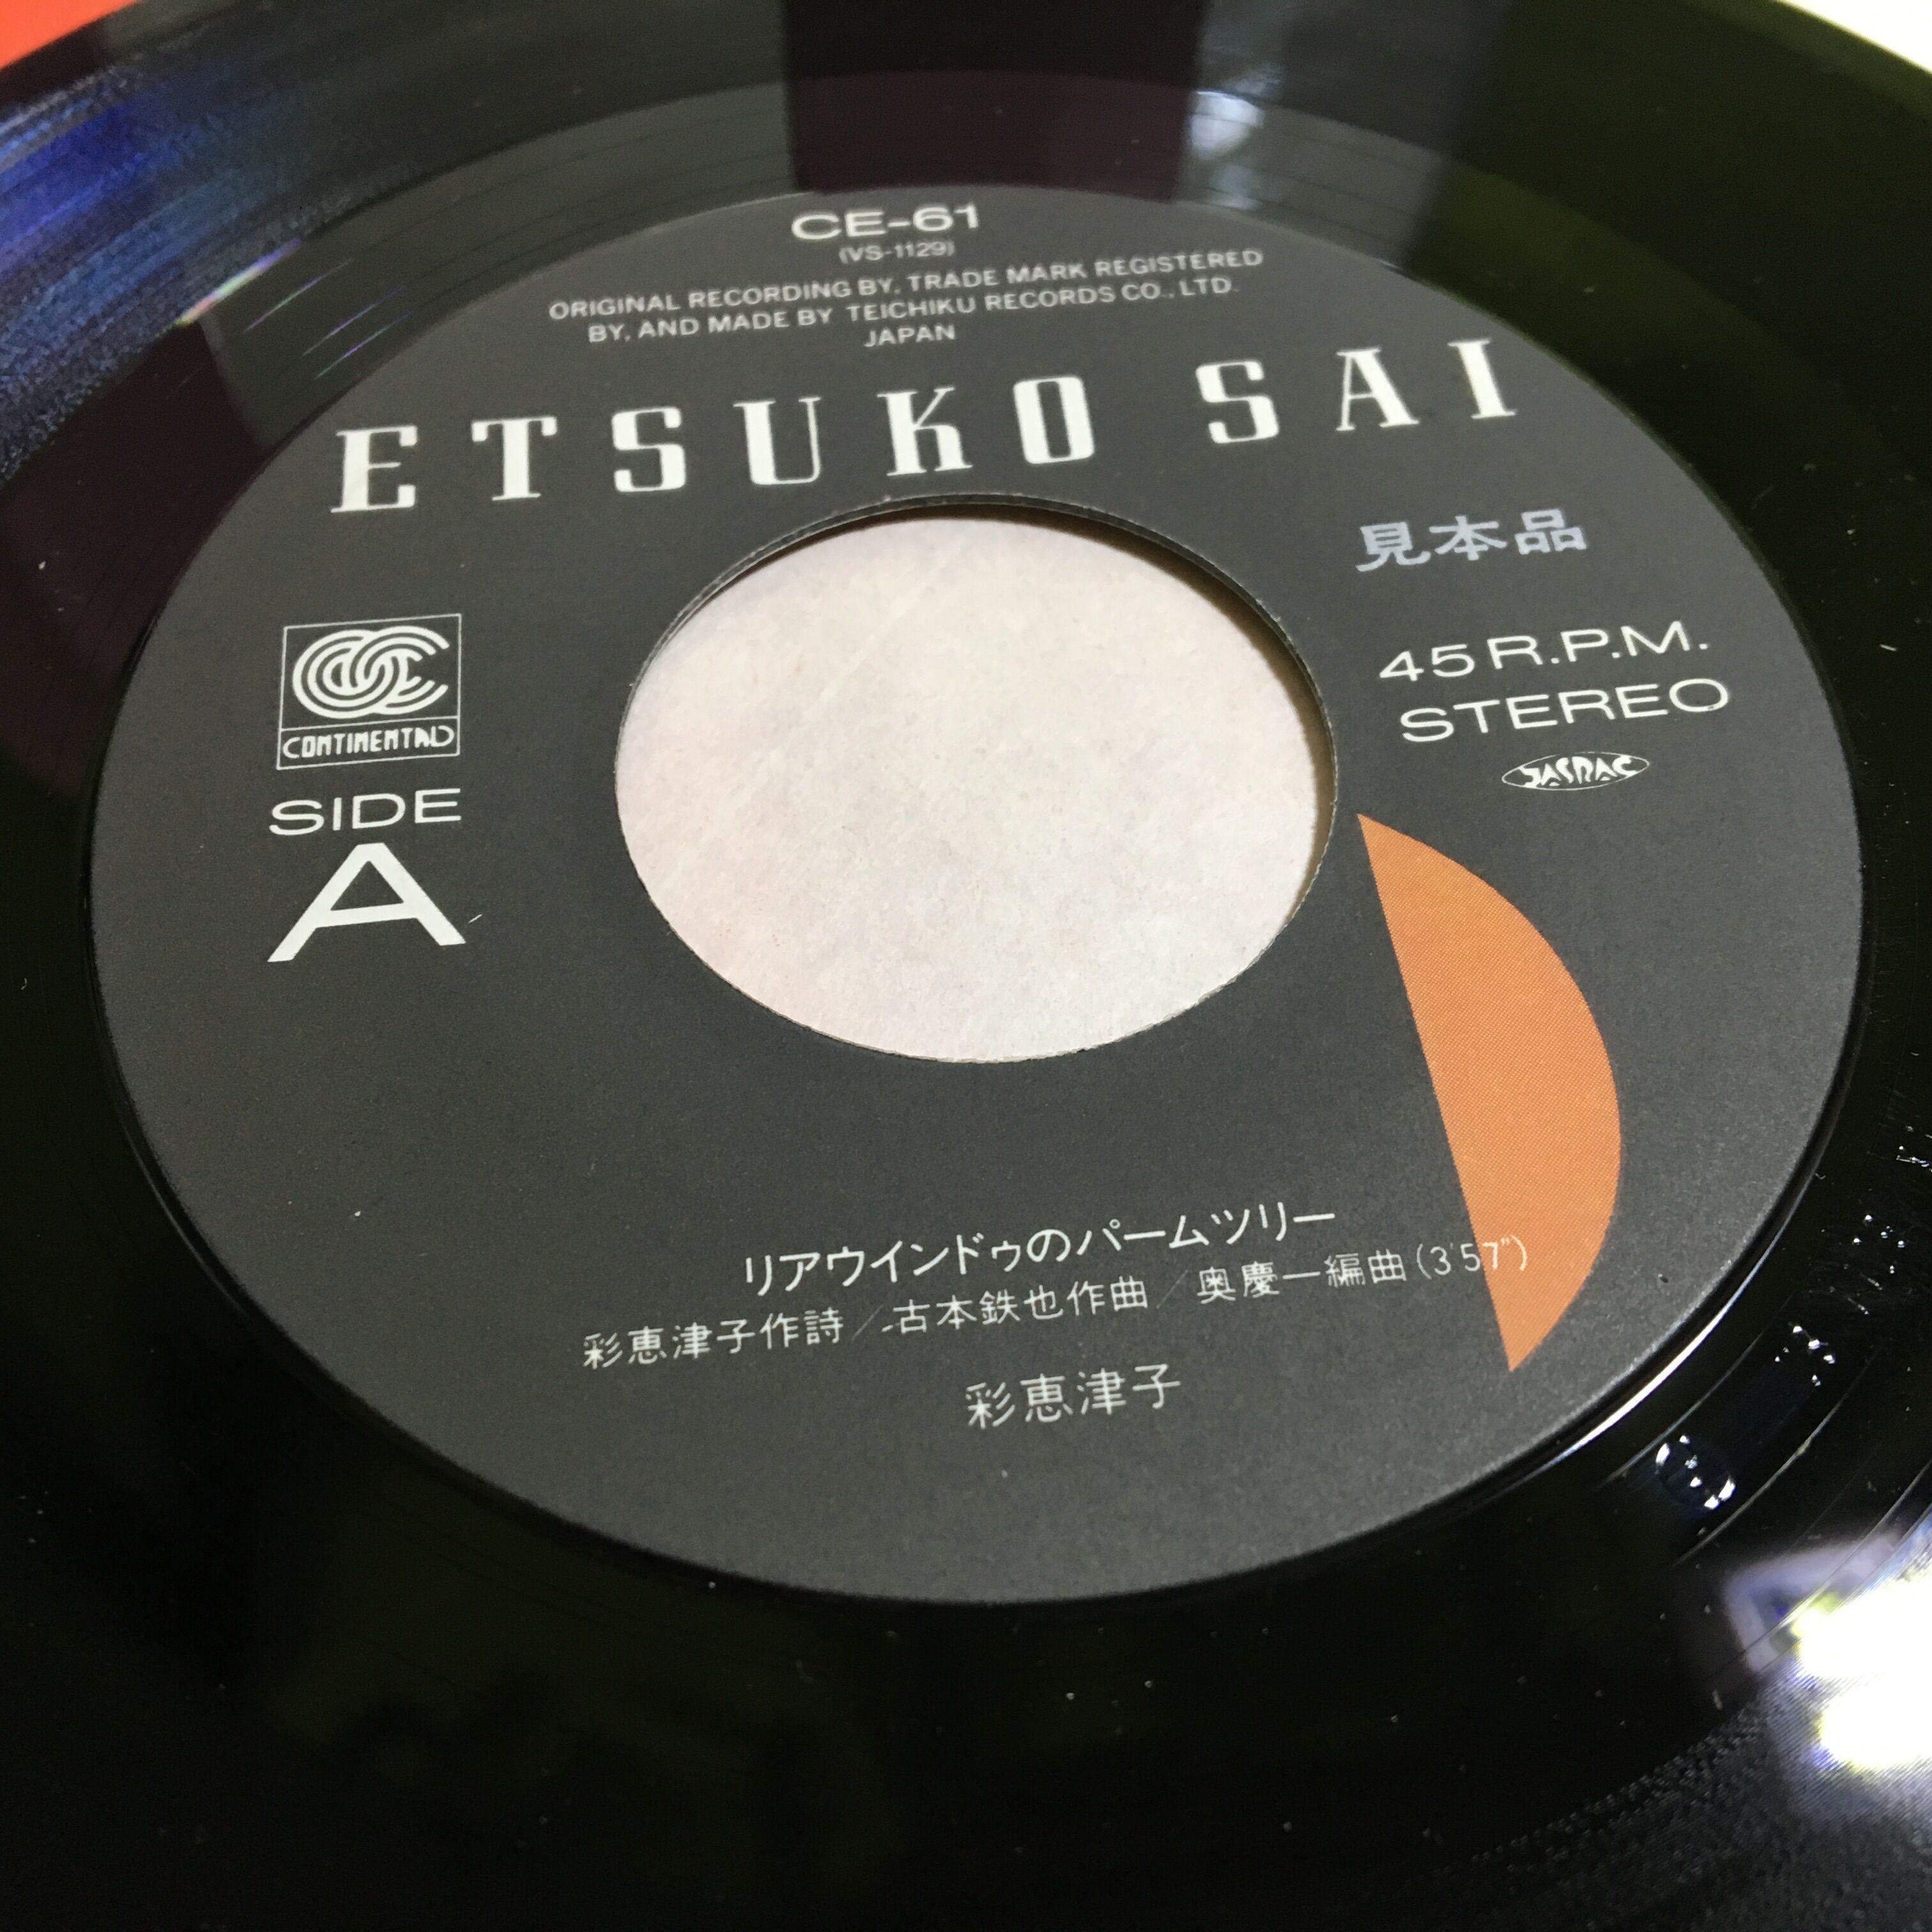 CE-61
(VS-1129)
ORIGINAL RECORDING BY, TRADE MARK REGISTERED
BY, AND MADE BY TEICHIKU RECORDS CO., LTD.
JAPAN
ETSUKO SAI
見本品
CONTINENTAL
SIDE
A
45 R.P.M.
STEREO
JASRAC
リアウインドゥのパームツリー
彩恵津子作詩/古本鉄也作曲/奥慶一編曲(3'57")
彩恵津子